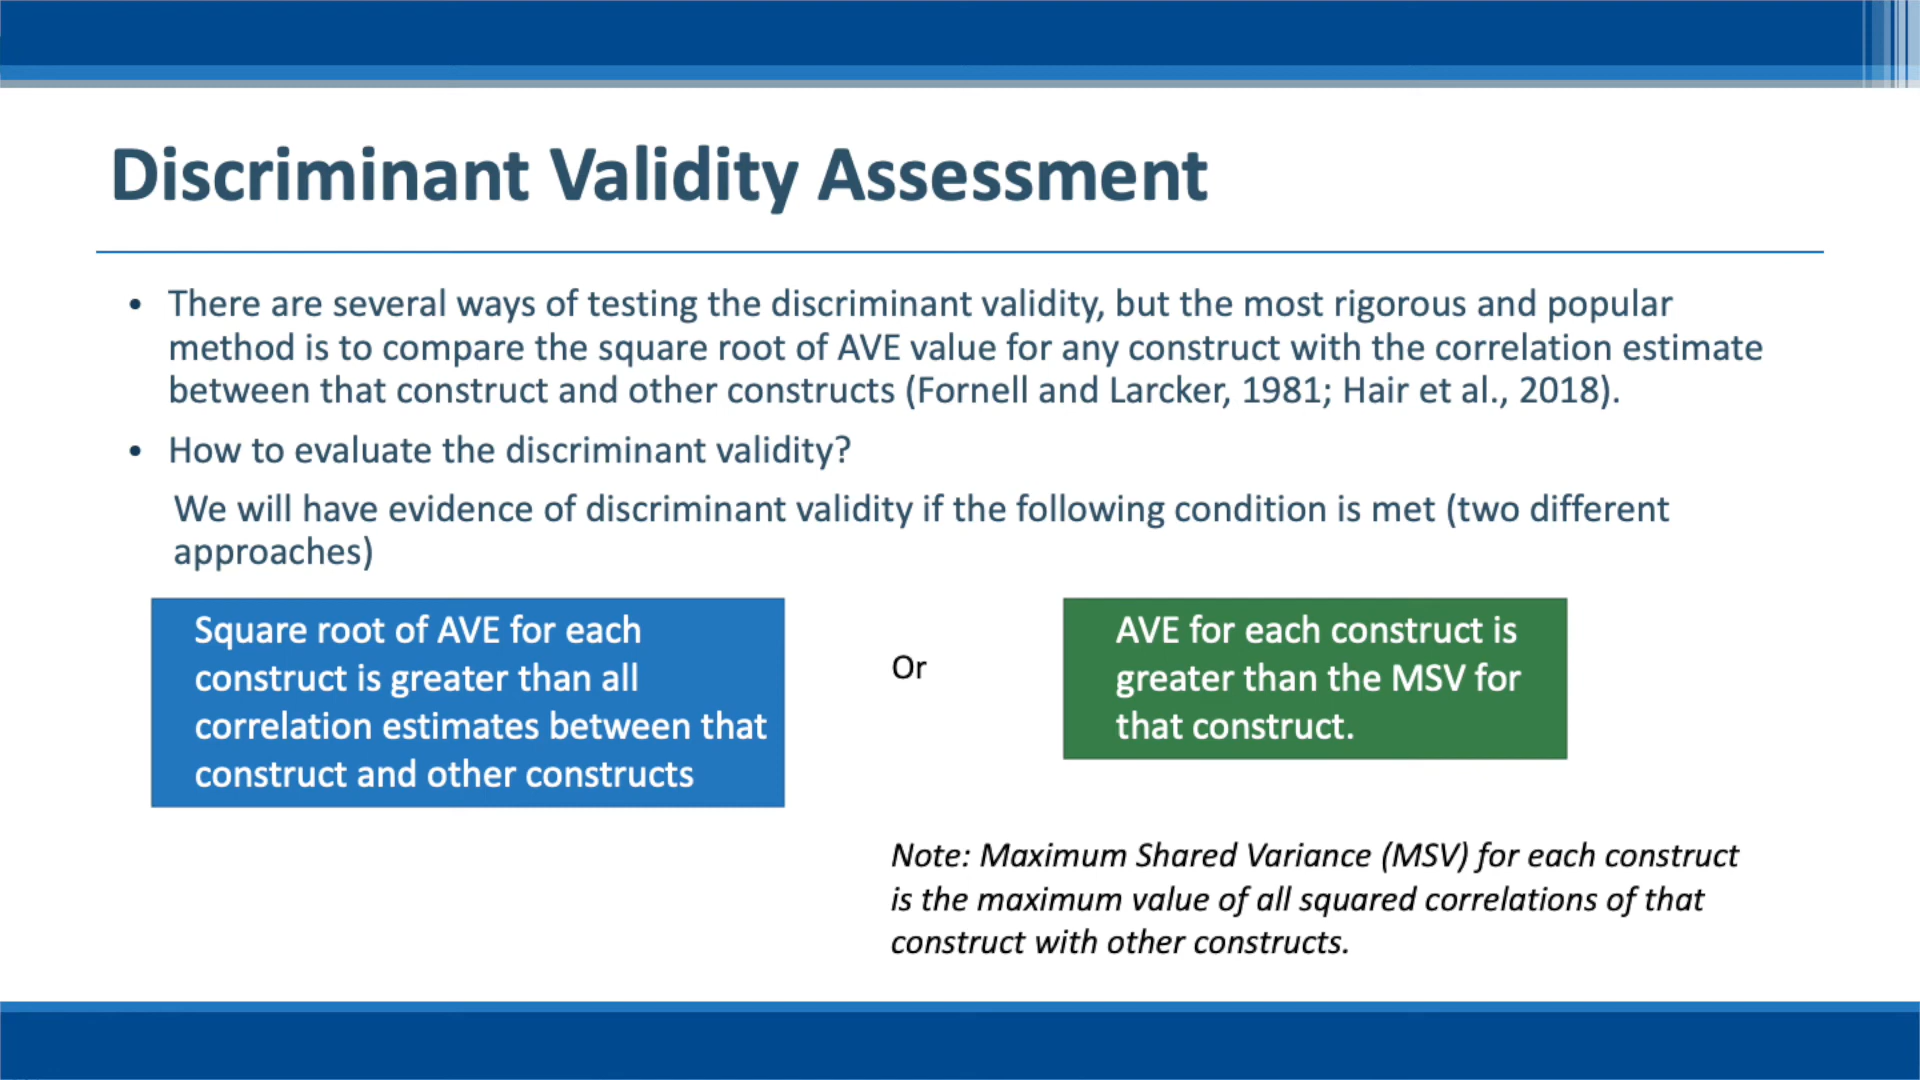 Discriminant Validity Assessment
• There are several ways of testing the discriminant validity, but the most rigorous and popular
method is to compare the square root of AVE value for any construct with the correlation estimate
between that construct and other constructs (Fornell and Larcker, 1981; Hair et al., 2018).
• How to evaluate the discriminant validity?
We will have evidence of discriminant validity if the following condition is met (two different
approaches)
Square root of AVE for each
construct is greater than all
correlation estimates between that
construct and other constructs
Or
AVE for each construct is
greater than the MSV for
that construct.
Note: Maximum Shared Variance (MSV) for each construct
is the maximum value of all squared correlations of that
construct with other constructs.